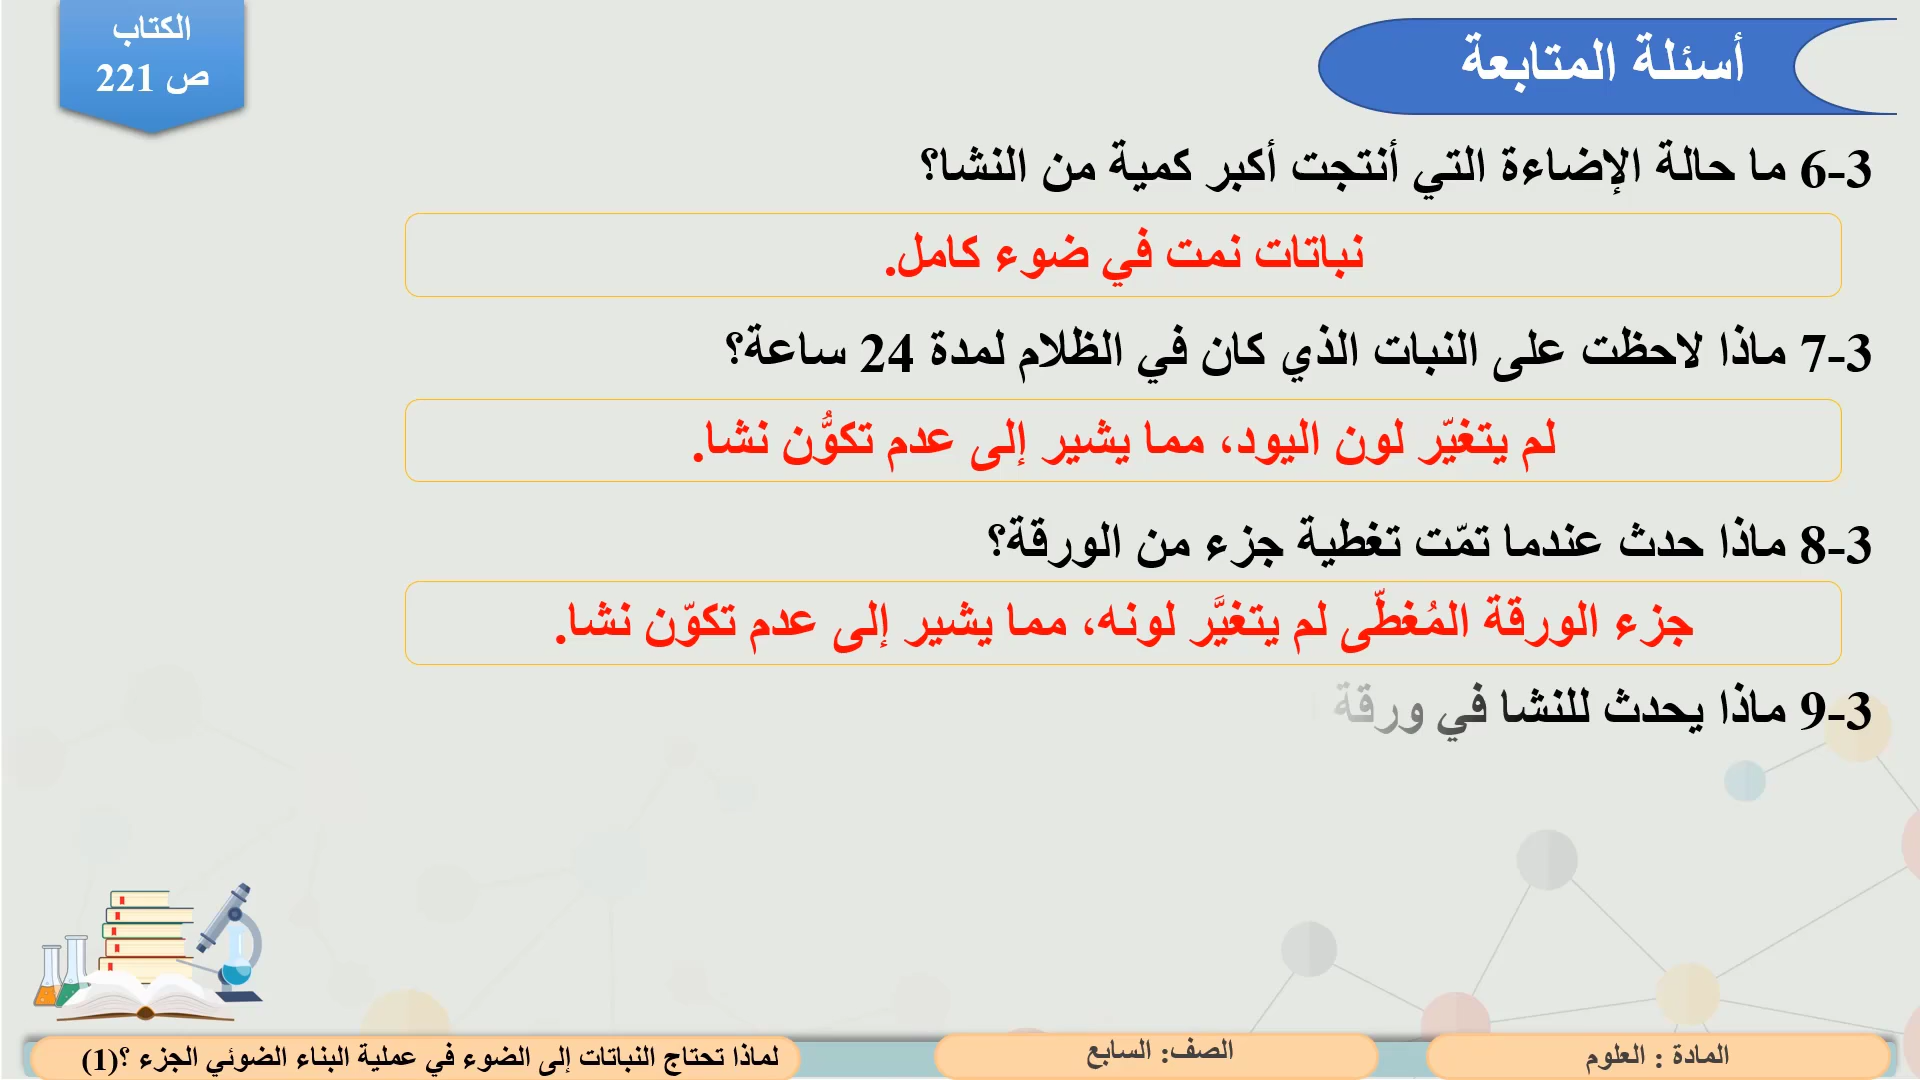 الكتاب
ص 221
أسئلة المتابعة
6-3 ما حالة الإضاءة التي أنتجت أكبر كمية من النشا؟
نباتات نمت في ضوء كامل.
7-3 ماذا لاحظت على النبات الذي كان في الظلام لمدة 24 ساعة؟
لم يتغيّر لون اليود، مما يشير إلى عدم تكوُّن نشا.
8-3 ماذا حدث عندما تمّت تغطية جزء من الورقة؟
جزء الورقة المُغطّى لم يتغيَّر لونه، مما يشير إلى عدم تكوّن نشا.
9-3 ماذا يحدث للنشا في ورقة
المادة : العلوم
الصف: السابع
لماذا تحتاج النباتات إلى الضوء في عملية البناء الضوئي الجزء ؟(1)